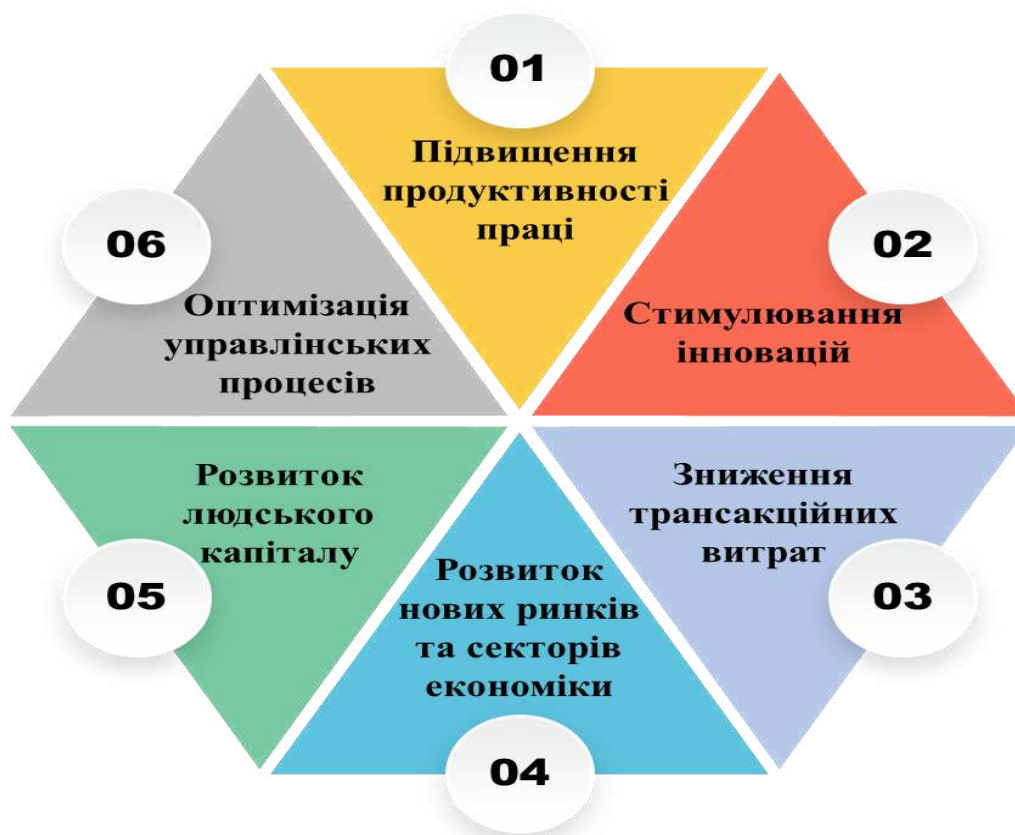 01
Підвищення
продуктивності
праці
02
Стимулювання
інновацій
03
Зниження
трансакційних
витрат
04
Розвиток
нових ринків
та секторів
економіки
05
Розвиток
людського
капіталу
06
Оптимізація
управлінських
процесів